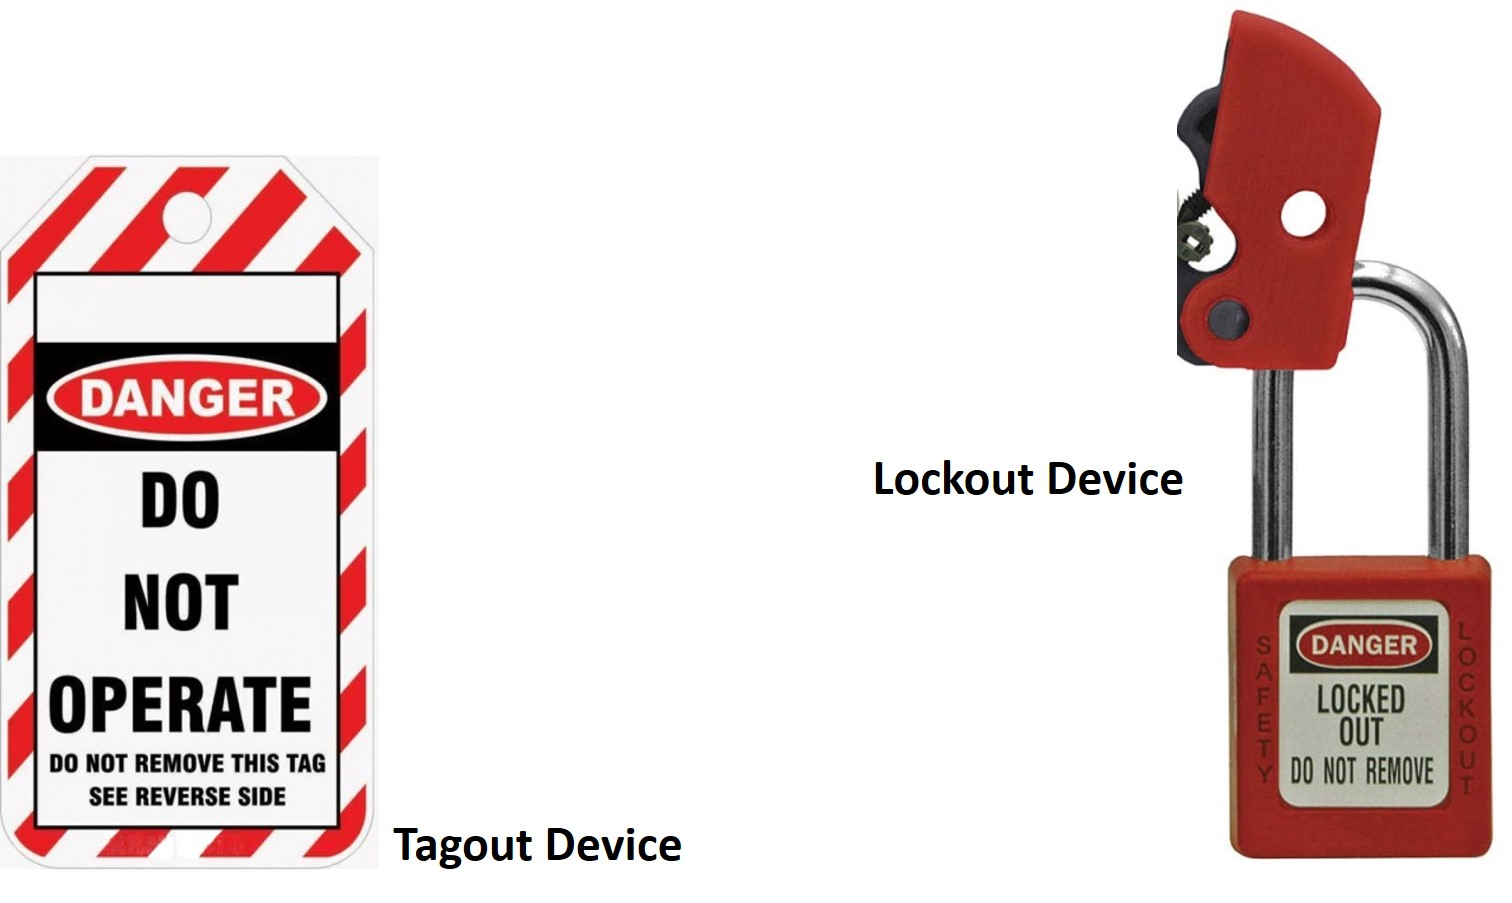 DANGER
DO
NOT
OPERATE
DO NOT REMOVE THIS TAG
SEE REVERSE SIDE
Tagout Device
Lockout Device
SAFETY
DANGER
LOCKED
OUT
DO NOT REMOVE
LOCKOUT